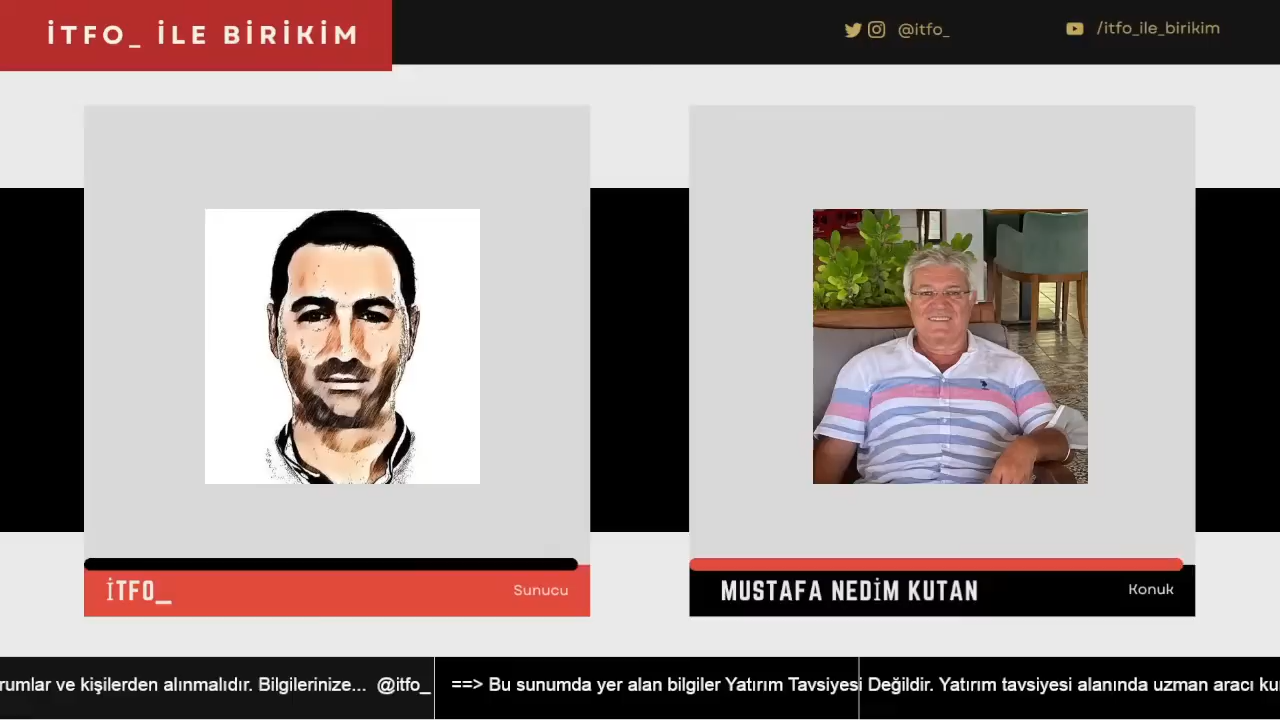 İTFO_ İLE BİRİKİM
@itfo_
/itfo_ile_birikim
İTFO_
Sunucu
MUSTAFA NEDİM KUTAN
Konuk
rumlar ve kişilerden alınmalıdır. Bilgilerinize... @itfo_ ==> Bu sunumda yer alan bilgiler Yatırım Tavsiyesi Değildir. Yatırım tavsiyesi alanında uzman aracı ku